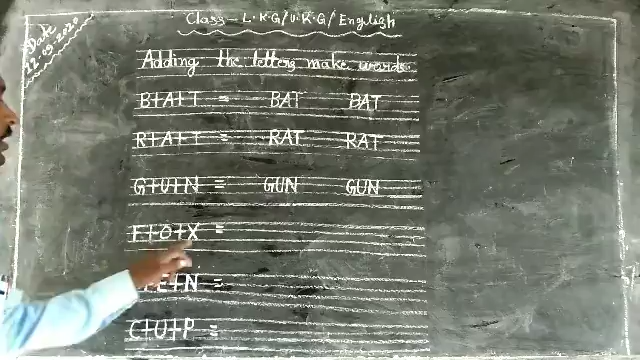 Class - L.K.G/U.K.G/English
Date
12.09.2020
Adding the letters make words.
B+A+T = BAT BAT
R+A+T = RAT RAT
G+U+N = GUN GUN
F+O+X =
E+N =
C+U+P =